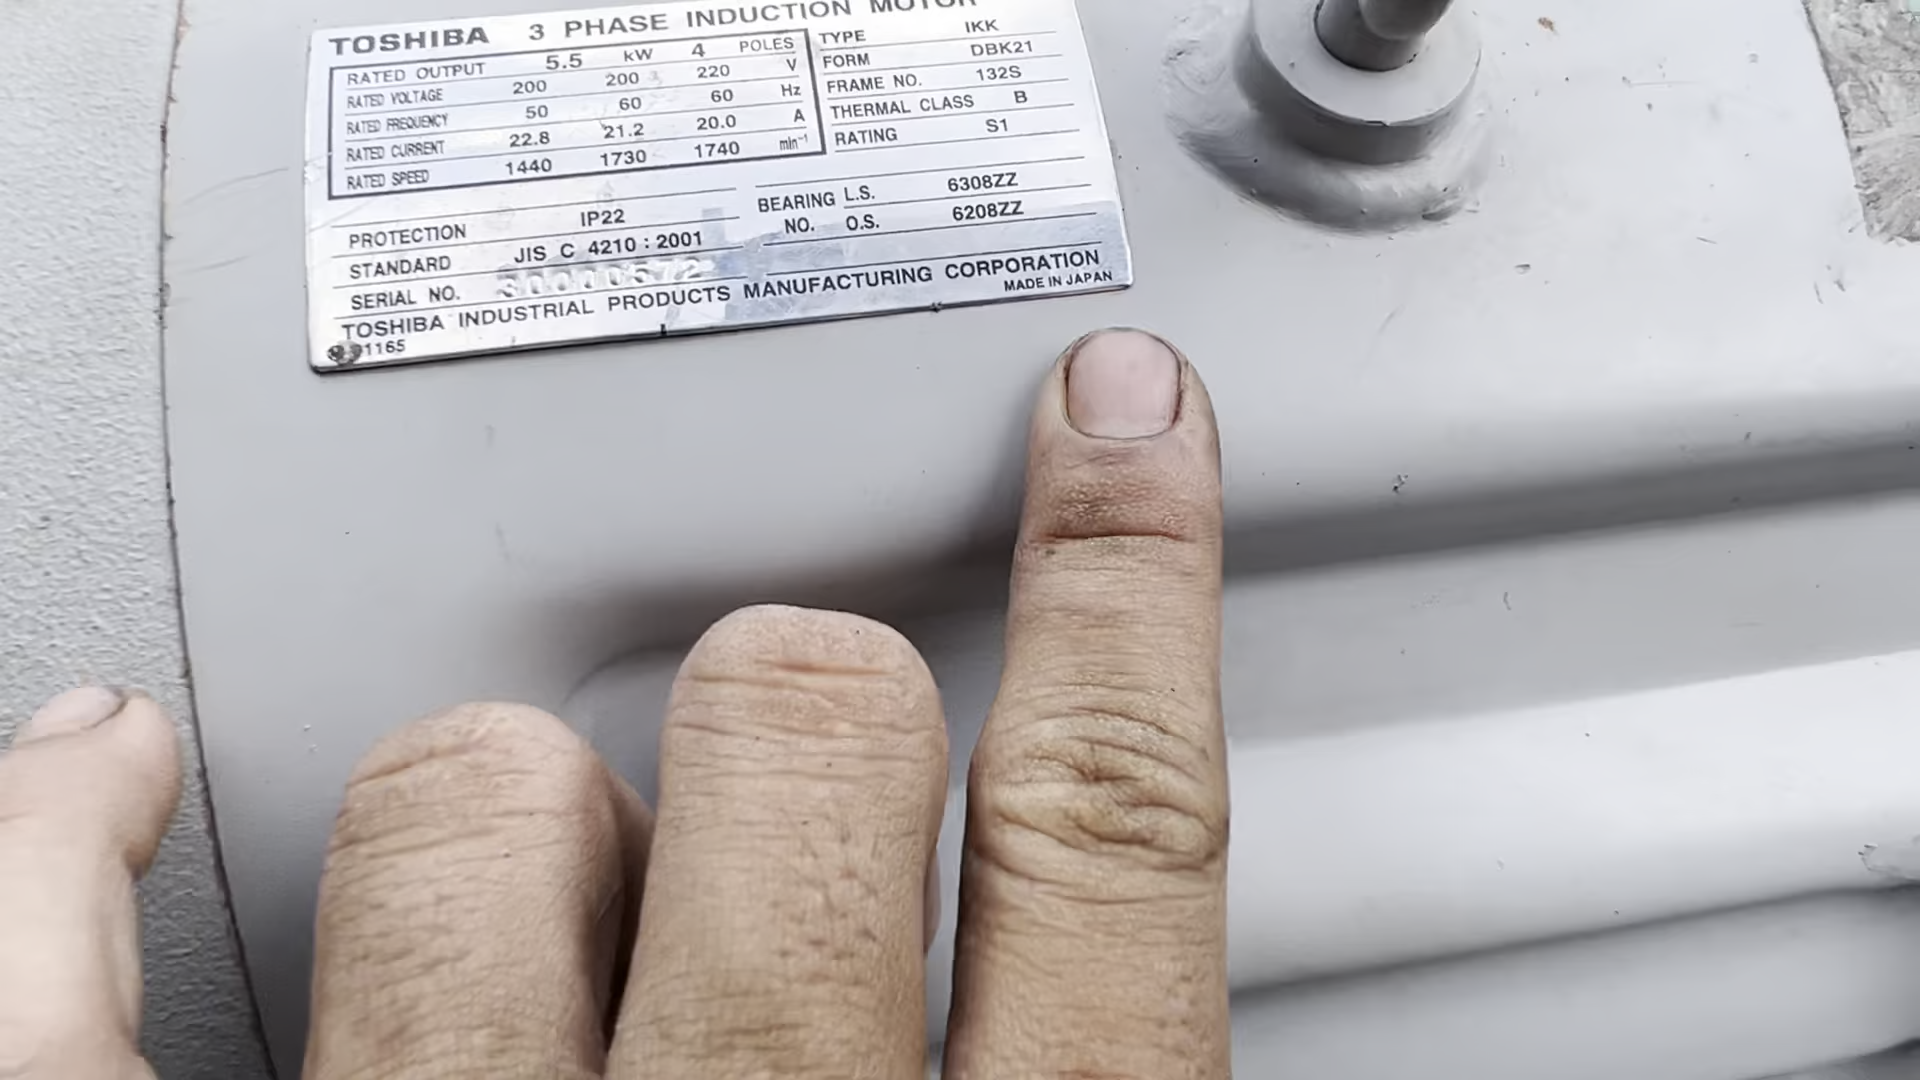 TOSHIBA 3 PHASE INDUCTION MOTOR
RATED OUTPUT 5.5 kW 4 POLES
RATED VOLTAGE 200 200 220 V
RATED FREQUENCY 50 60 60 Hz
RATED CURRENT 22.8 21.2 20.0 A
RATED SPEED 1440 1730 1740 min⁻¹
TYPE IKK
FORM DBK21
FRAME NO. 132S
THERMAL CLASS B
RATING S1
PROTECTION IP22
STANDARD JIS C 4210 : 2001
SERIAL NO.
BEARING L.S. 6308ZZ
NO. O.S. 6208ZZ
TOSHIBA INDUSTRIAL PRODUCTS MANUFACTURING CORPORATION
MADE IN JAPAN